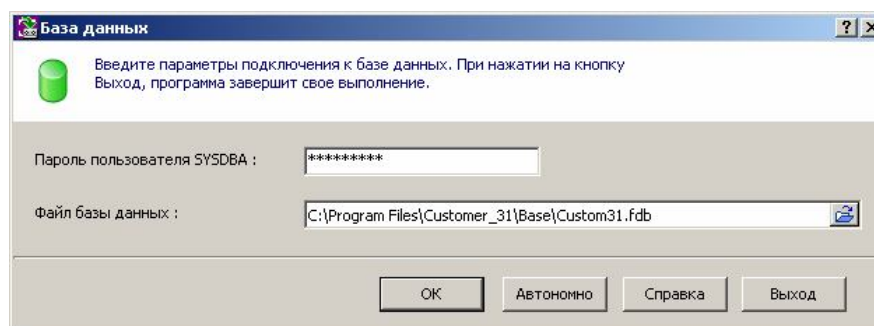 База данных
Введите параметры подключения к базе данных. При нажатии на кнопку
Выход, программа завершит свое выполнение.
Пароль пользователя SYSDBA :
*********
Файл базы данных :
C:\Program Files\Customer_31\Base\Custom31.fdb
OK
Автономно
Справка
Выход